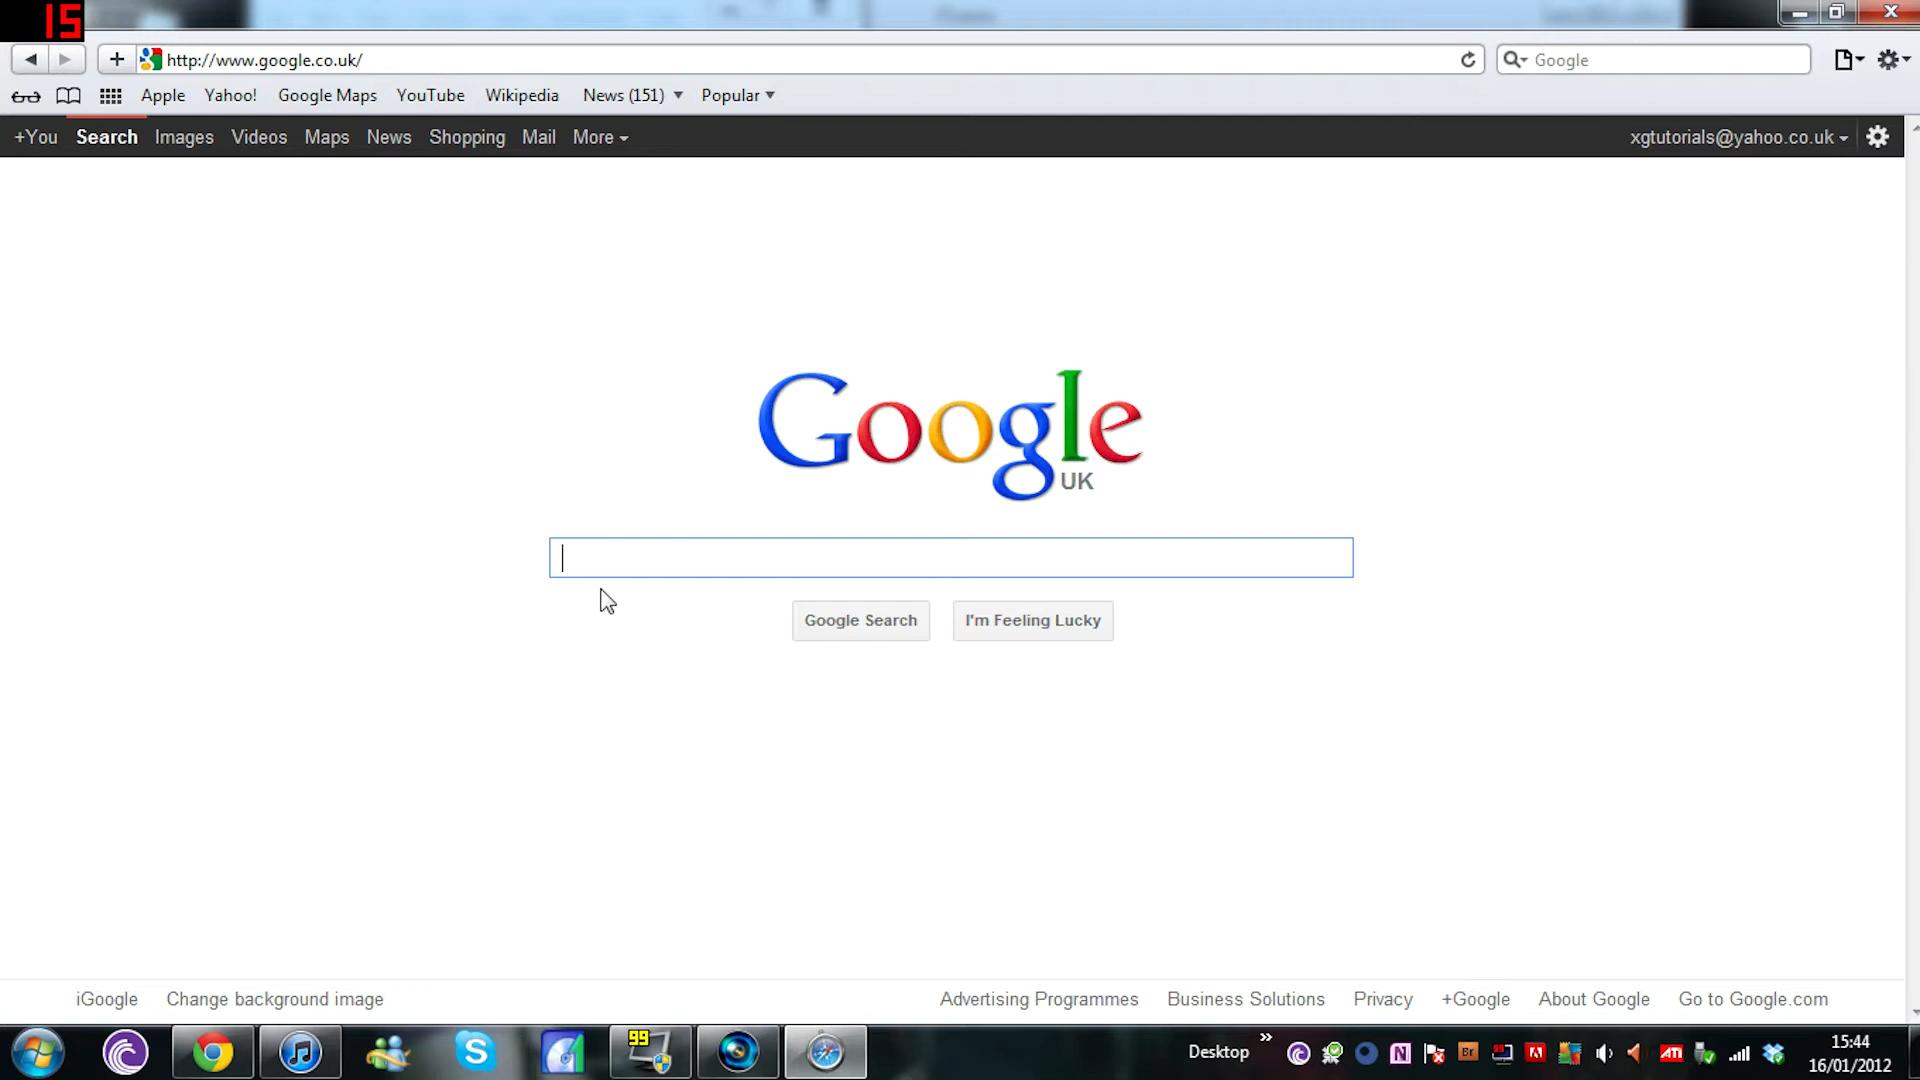 15
http://www.google.co.uk/
Google
Apple Yahoo! Google Maps YouTube Wikipedia News (151) Popular
+You Search Images Videos Maps News Shopping Mail More
xgtutorials@yahoo.co.uk
Google
UK
Google Search I'm Feeling Lucky
iGoogle Change background image Advertising Programmes Business Solutions Privacy +Google About Google Go to Google.com
99
S
Desktop
N
Br
ATI
15:44
16/01/2012